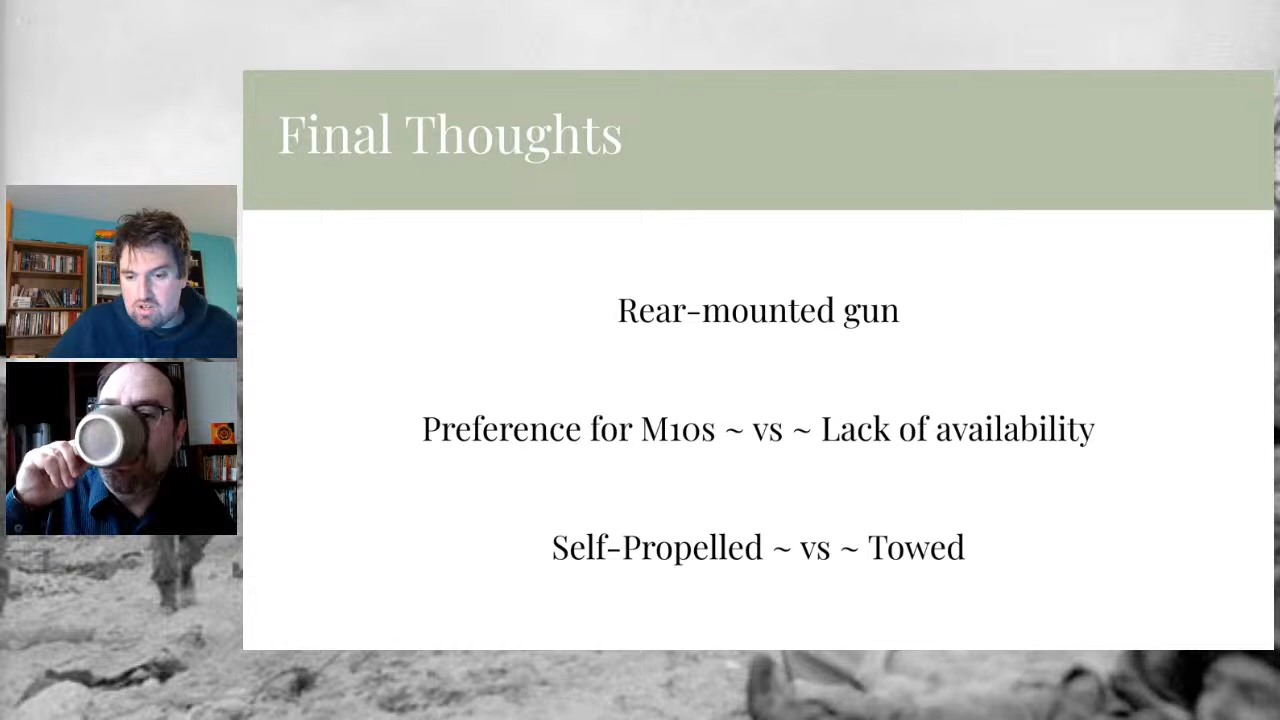 Final Thoughts
Rear-mounted gun
Preference for M10s ~ vs ~ Lack of availability
Self-Propelled ~ vs ~ Towed